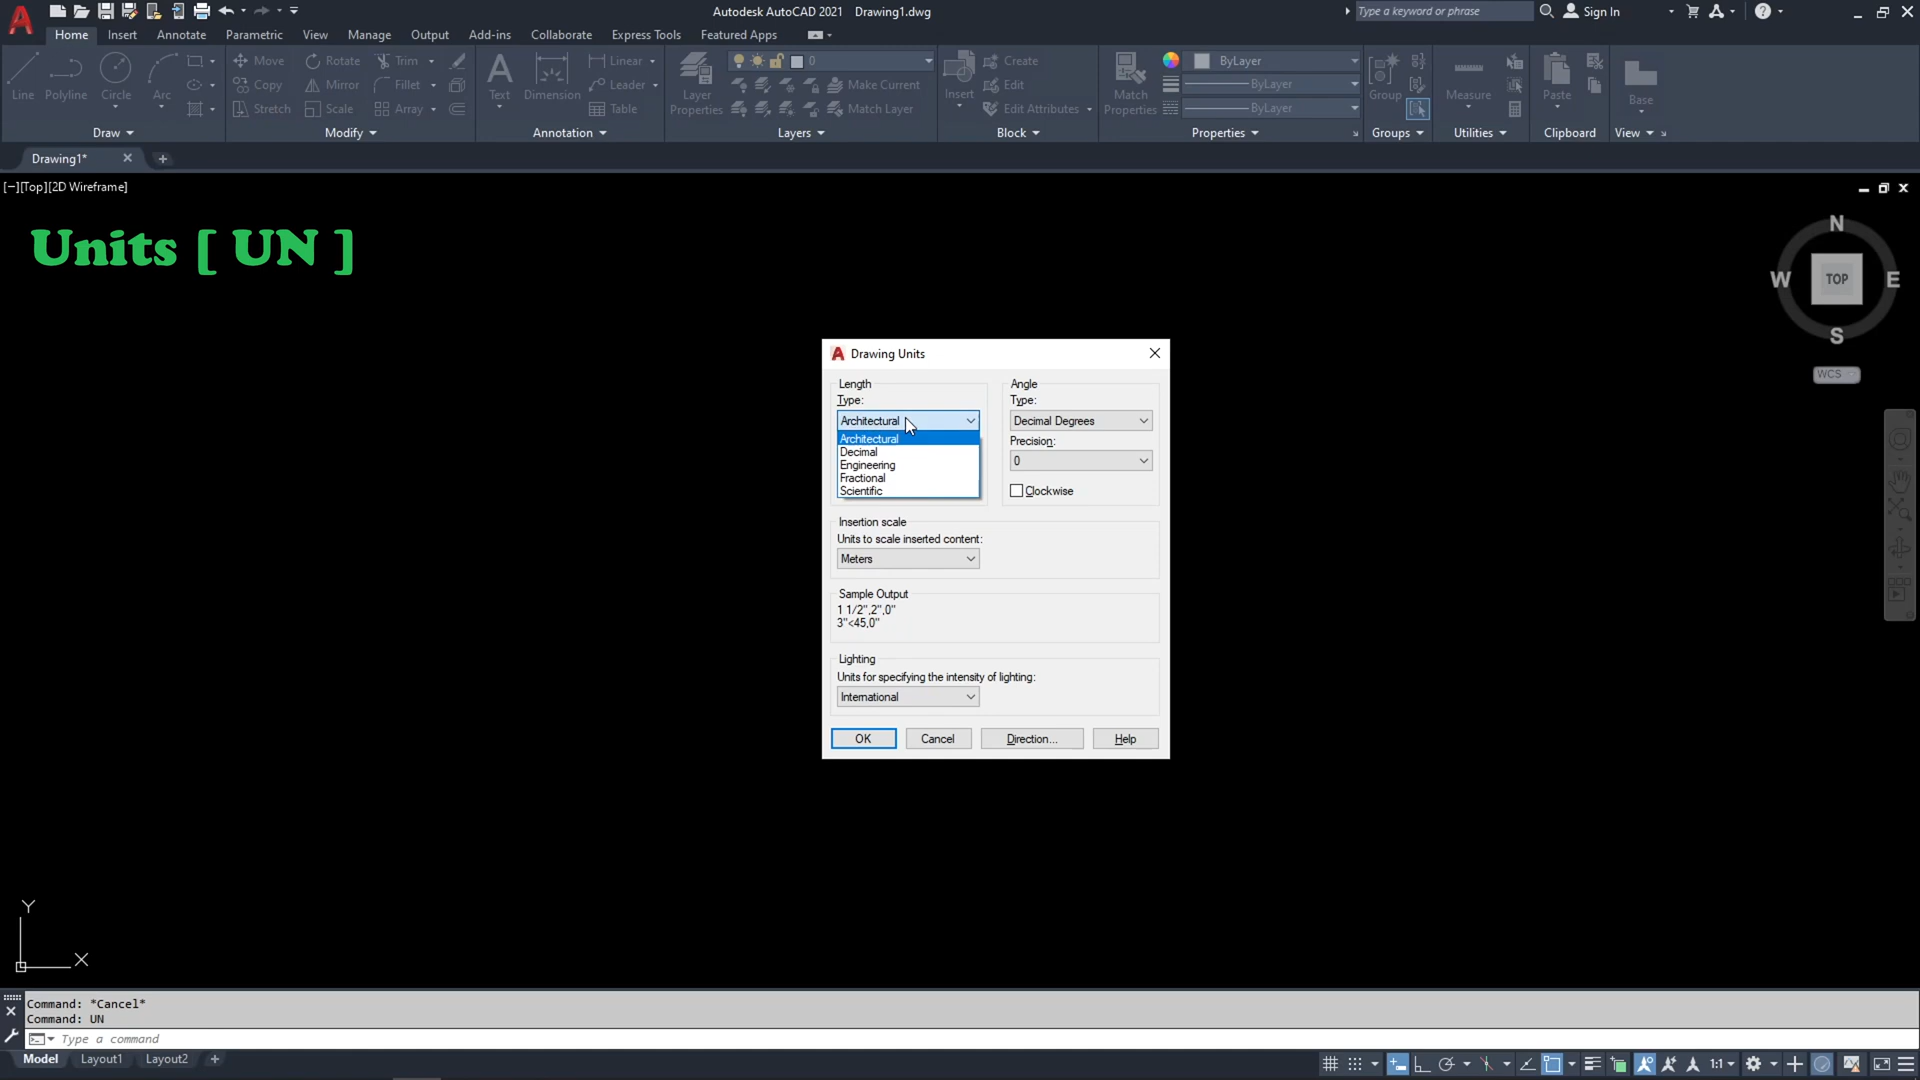 Autodesk AutoCAD 2021 Drawing1.dwg
Type a keyword or phrase
Sign In
Home Insert Annotate Parametric View Manage Output Add-ins Collaborate Express Tools Featured Apps
Line Polyline Circle Arc
Move Rotate Trim
Copy Mirror Fillet
Stretch Scale Array
Text Dimension
Linear
Leader
Table
Layer Properties
0
Make Current
Match Layer
Insert
Create
Edit
Edit Attributes
Match Properties
ByLayer
ByLayer
ByLayer
Group
Measure
Paste
Base
Draw Modify Annotation Layers Block Properties Groups Utilities Clipboard View
Drawing1*
[−][Top][2D Wireframe]
Units [ UN ]
N
W TOP E
S
WCS
Drawing Units
Length
Type:
Architectural
Architectural
Decimal
Engineering
Fractional
Scientific
Angle
Type:
Decimal Degrees
Precision:
0
Clockwise
Insertion scale
Units to scale inserted content:
Meters
Sample Output
1 1/2",2",0"
3"<45,0"
Lighting
Units for specifying the intensity of lighting:
International
OK Cancel Direction... Help
Y
X
Command: *Cancel*
Command: UN
Type a command
Model Layout1 Layout2
1:1